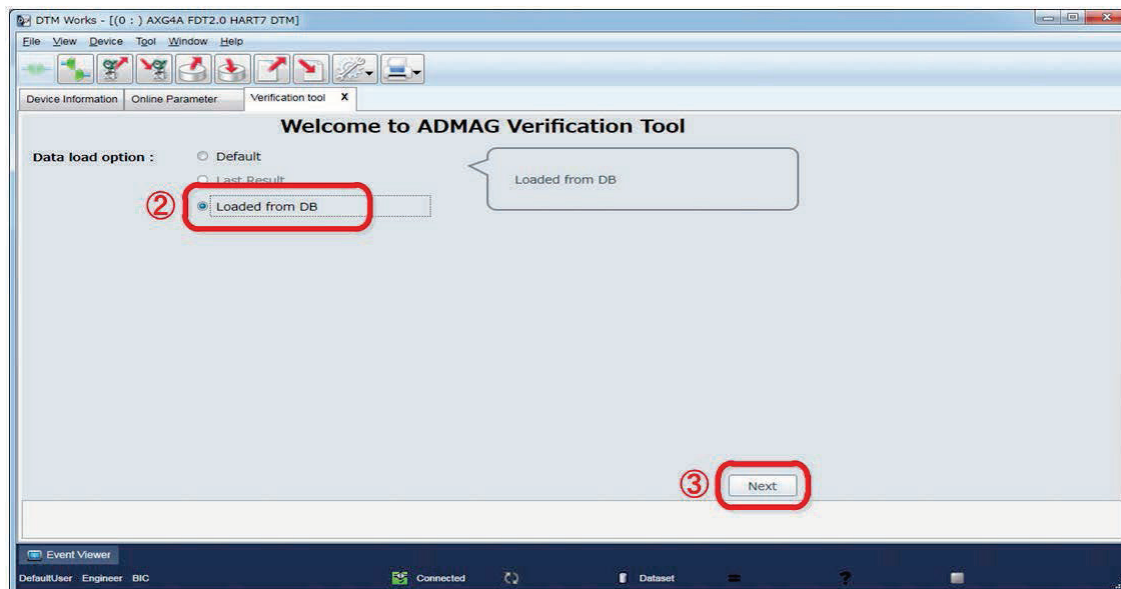 DTM Works - [(0 : ) AXG4A FDT2.0 HART7 DTM]
File View Device Tool Window Help
Device Information Online Parameter Verification tool X
Welcome to ADMAG Verification Tool
Data load option : Default
Last Result
② Loaded from DB
Loaded from DB
③ Next
Event Viewer
DefaultUser Engineer BIC Connected Dataset = ?